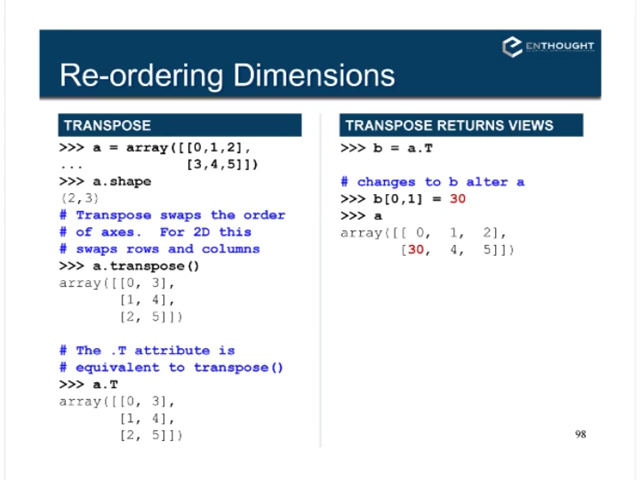 ENTHOUGHT
Re-ordering Dimensions
TRANSPOSE
>>> a = array([[0,1,2],
... [3,4,5]])
>>> a.shape
(2,3)
# Transpose swaps the order
# of axes. For 2D this
# swaps rows and columns
>>> a.transpose()
array([[0, 3],
[1, 4],
[2, 5]])
# The .T attribute is
# equivalent to transpose()
>>> a.T
array([[0, 3],
[1, 4],
[2, 5]])
TRANSPOSE RETURNS VIEWS
>>> b = a.T
# changes to b alter a
>>> b[0,1] = 30
>>> a
array([[ 0, 1, 2],
[30, 4, 5]])
98